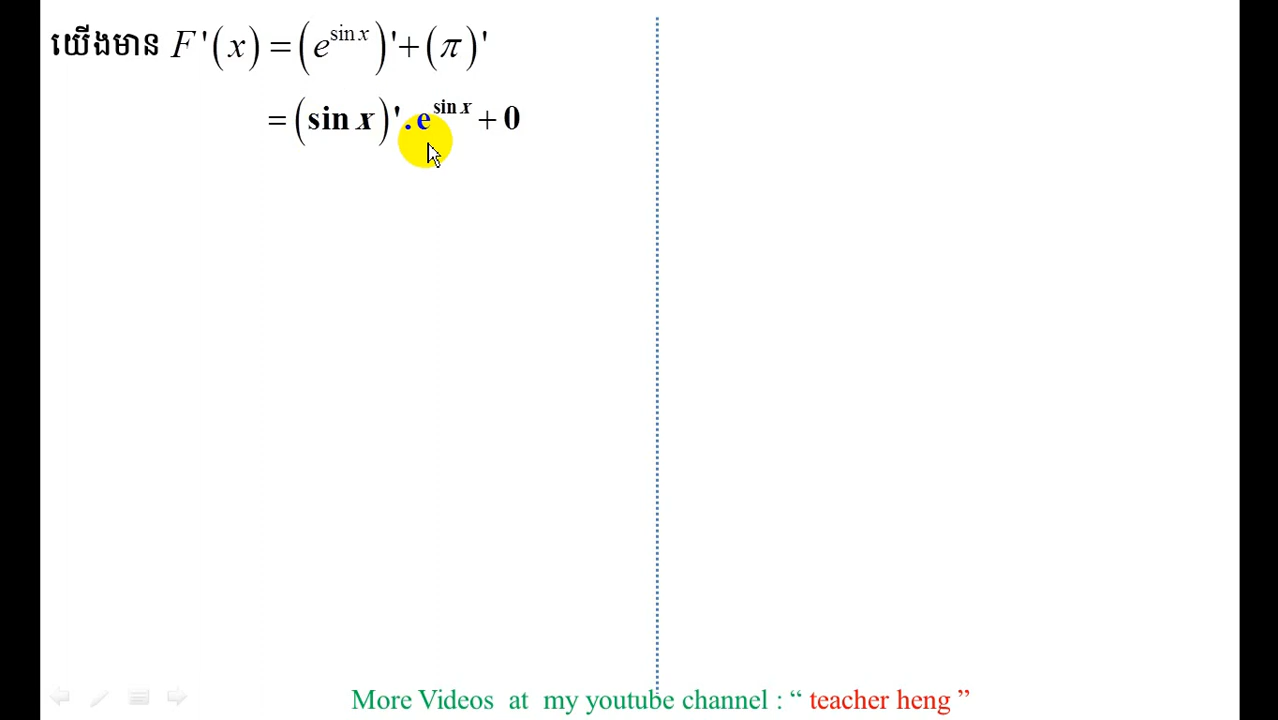 យើងមាន F'(x) = (e^{sin x})' + (π)'
= (sin x)'.e^{sin x} + 0
More Videos at my youtube channel : “ teacher heng ”